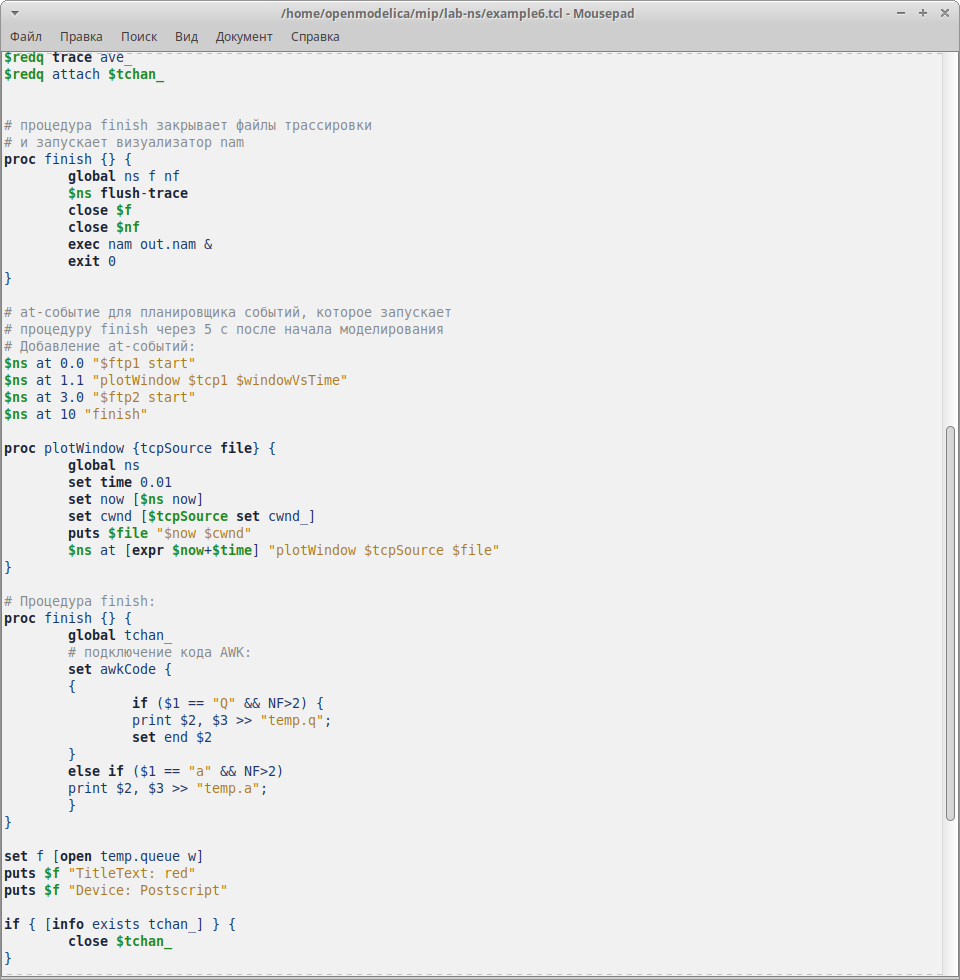 /home/openmodelica/mip/lab-ns/example6.tcl - Mousepad
Файл Правка Поиск Вид Документ Справка
$redq trace ave_
$redq attach $tchan_
# процедура finish закрывает файлы трассировки
# и запускает визуализатор nam
proc finish {} {
global ns f nf
$ns flush-trace
close $f
close $nf
exec nam out.nam &
exit 0
}
# at-событие для планировщика событий, которое запускает
# процедуру finish через 5 с после начала моделирования
# Добавление at-событий:
$ns at 0.0 "$ftp1 start"
$ns at 1.1 "plotWindow $tcp1 $windowVsTime"
$ns at 3.0 "$ftp2 start"
$ns at 10 "finish"
proc plotWindow {tcpSource file} {
global ns
set time 0.01
set now [$ns now]
set cwnd [$tcpSource set cwnd_]
puts $file "$now $cwnd"
$ns at [expr $now+$time] "plotWindow $tcpSource $file"
}
# Процедура finish:
proc finish {} {
global tchan_
# подключение кода AWK:
set awkCode {
{
if ($1 == "Q" && NF>2) {
print $2, $3 >> "temp.q";
set end $2
}
else if ($1 == "a" && NF>2)
print $2, $3 >> "temp.a";
}
}
set f [open temp.queue w]
puts $f "TitleText: red"
puts $f "Device: Postscript"
if { [info exists tchan_] } {
close $tchan_
}